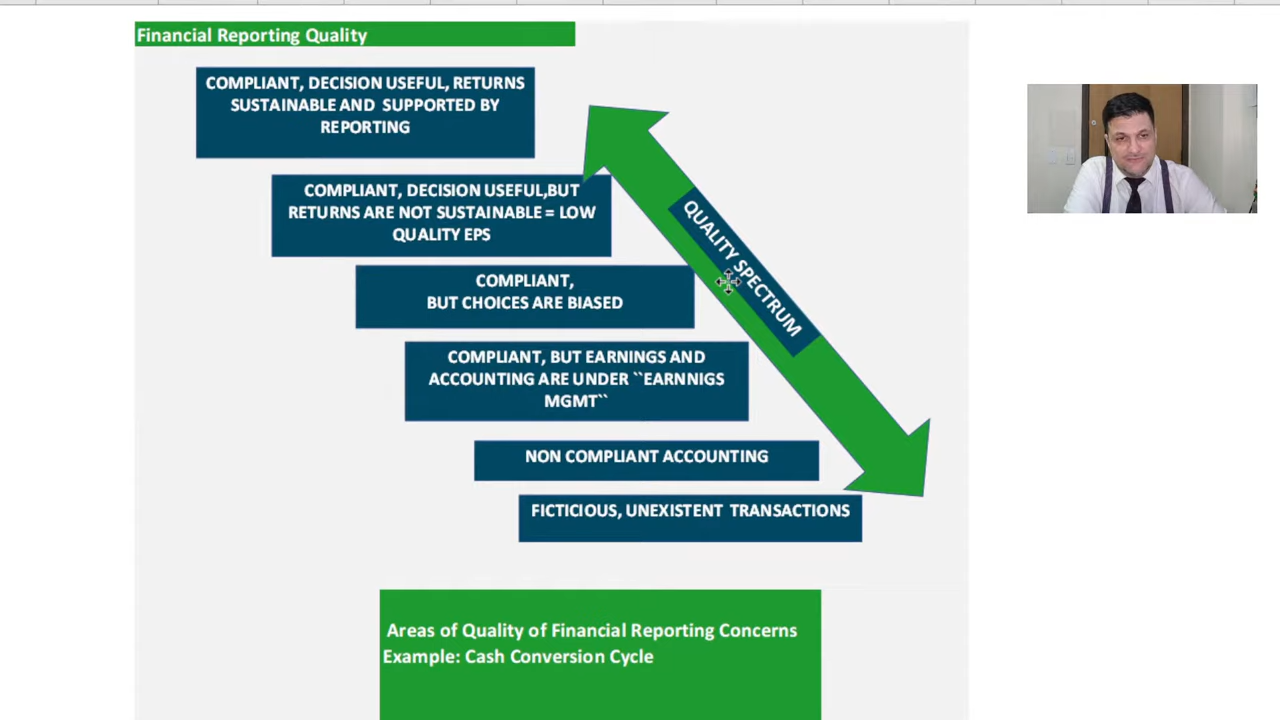 Financial Reporting Quality
COMPLIANT, DECISION USEFUL, RETURNS
SUSTAINABLE AND SUPPORTED BY
REPORTING
COMPLIANT, DECISION USEFUL,BUT
RETURNS ARE NOT SUSTAINABLE = LOW
QUALITY EPS
QUALITY SPECTRUM
COMPLIANT,
BUT CHOICES ARE BIASED
COMPLIANT, BUT EARNINGS AND
ACCOUNTING ARE UNDER ``EARNNIGS
MGMT``
NON COMPLIANT ACCOUNTING
FICTICIOUS, UNEXISTENT TRANSACTIONS
Areas of Quality of Financial Reporting Concerns
Example: Cash Conversion Cycle